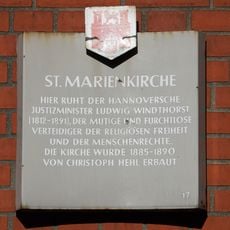 ST. MARIENKIRCHE
HIER RUHT DER HANNOVERSCHE
JUSTIZMINISTER LUDWIG WINDTHORST
(1812-1891), DER MUTIGE UND FURCHTLOSE
VERTEIDIGER DER RELIGIÖSEN FREIHEIT
UND DER MENSCHENRECHTE.
DIE KIRCHE WURDE 1885-1890
VON CHRISTOPH HEHL ERBAUT
17